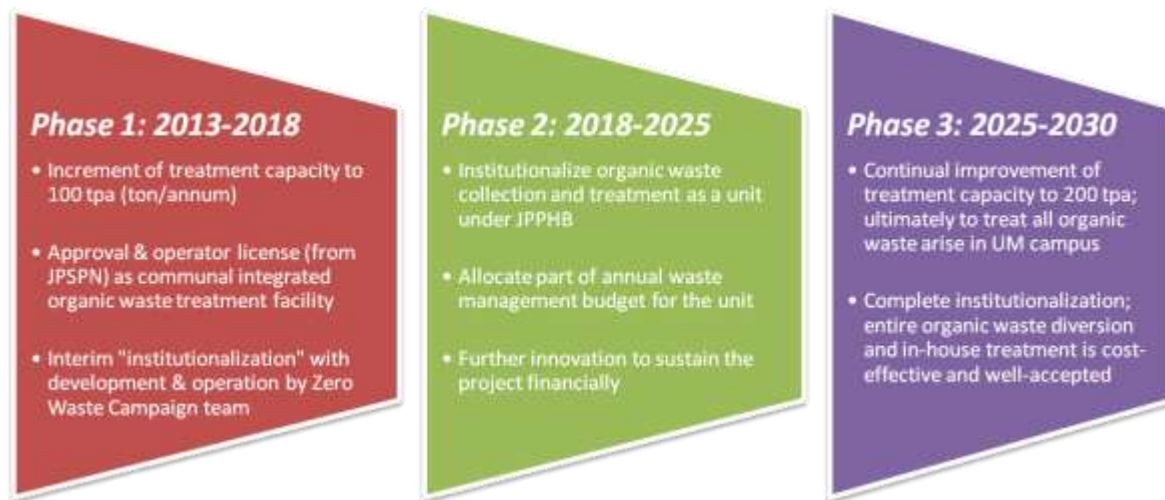 Phase 1: 2013-2018
• Increment of treatment capacity to
100 tpa (ton/annum)
• Approval & operator license (from
JPSPN) as communal integrated
organic waste treatment facility
• Interim "institutionalization" with
development & operation by Zero
Waste Campaign team
Phase 2: 2018-2025
• Institutionalize organic waste
collection and treatment as a unit
under JPPHB
• Allocate part of annual waste
management budget for the unit
• Further innovation to sustain the
project financially
Phase 3: 2025-2030
• Continual improvement of
treatment capacity to 200 tpa;
ultimately to treat all organic
waste arise in UM campus
• Complete institutionalization;
entire organic waste diversion
and in-house treatment is cost-
effective and well-accepted